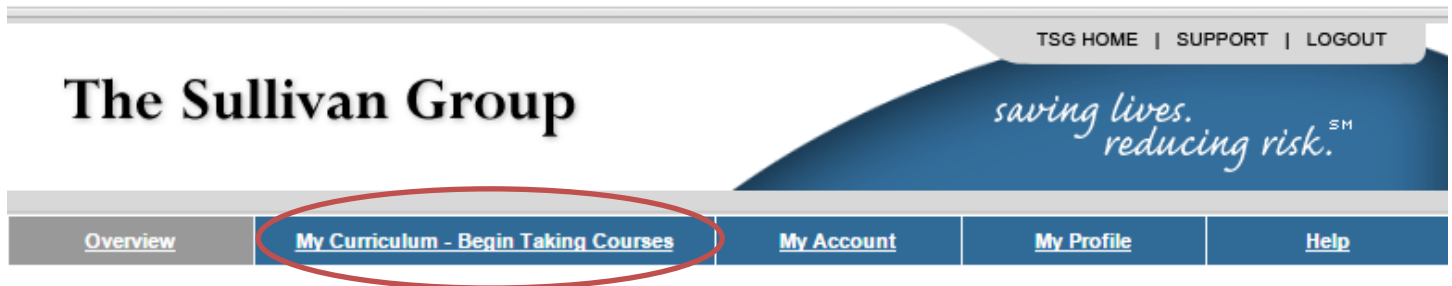 TSG HOME | SUPPORT | LOGOUT
The Sullivan Group
saving lives.
reducing risk.℠
Overview
My Curriculum - Begin Taking Courses
My Account
My Profile
Help